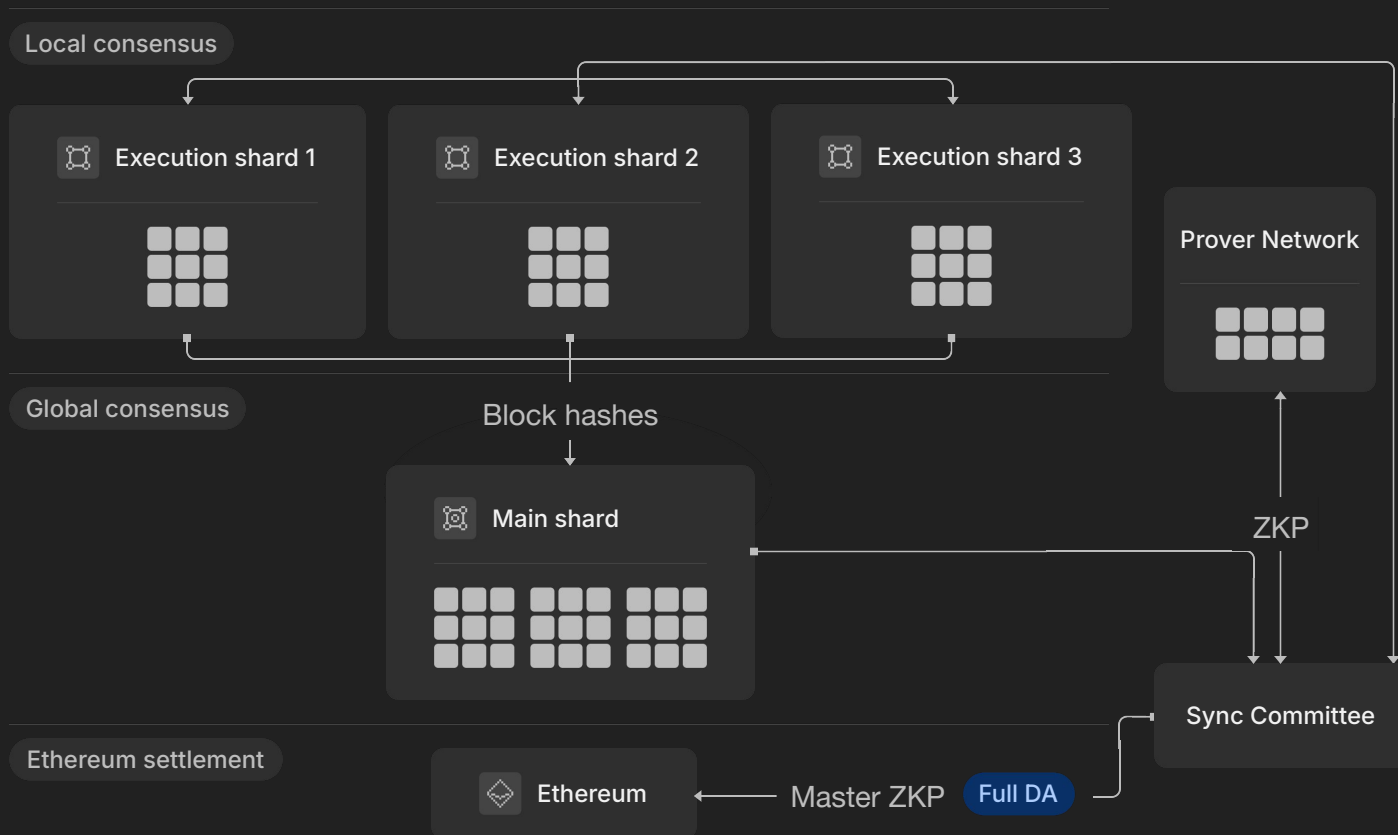 Local consensus
Execution shard 1
Execution shard 2
Execution shard 3
Prover Network
Global consensus
Block hashes
Main shard
ZKP
Sync Committee
Ethereum settlement
Ethereum
Master ZKP
Full DA